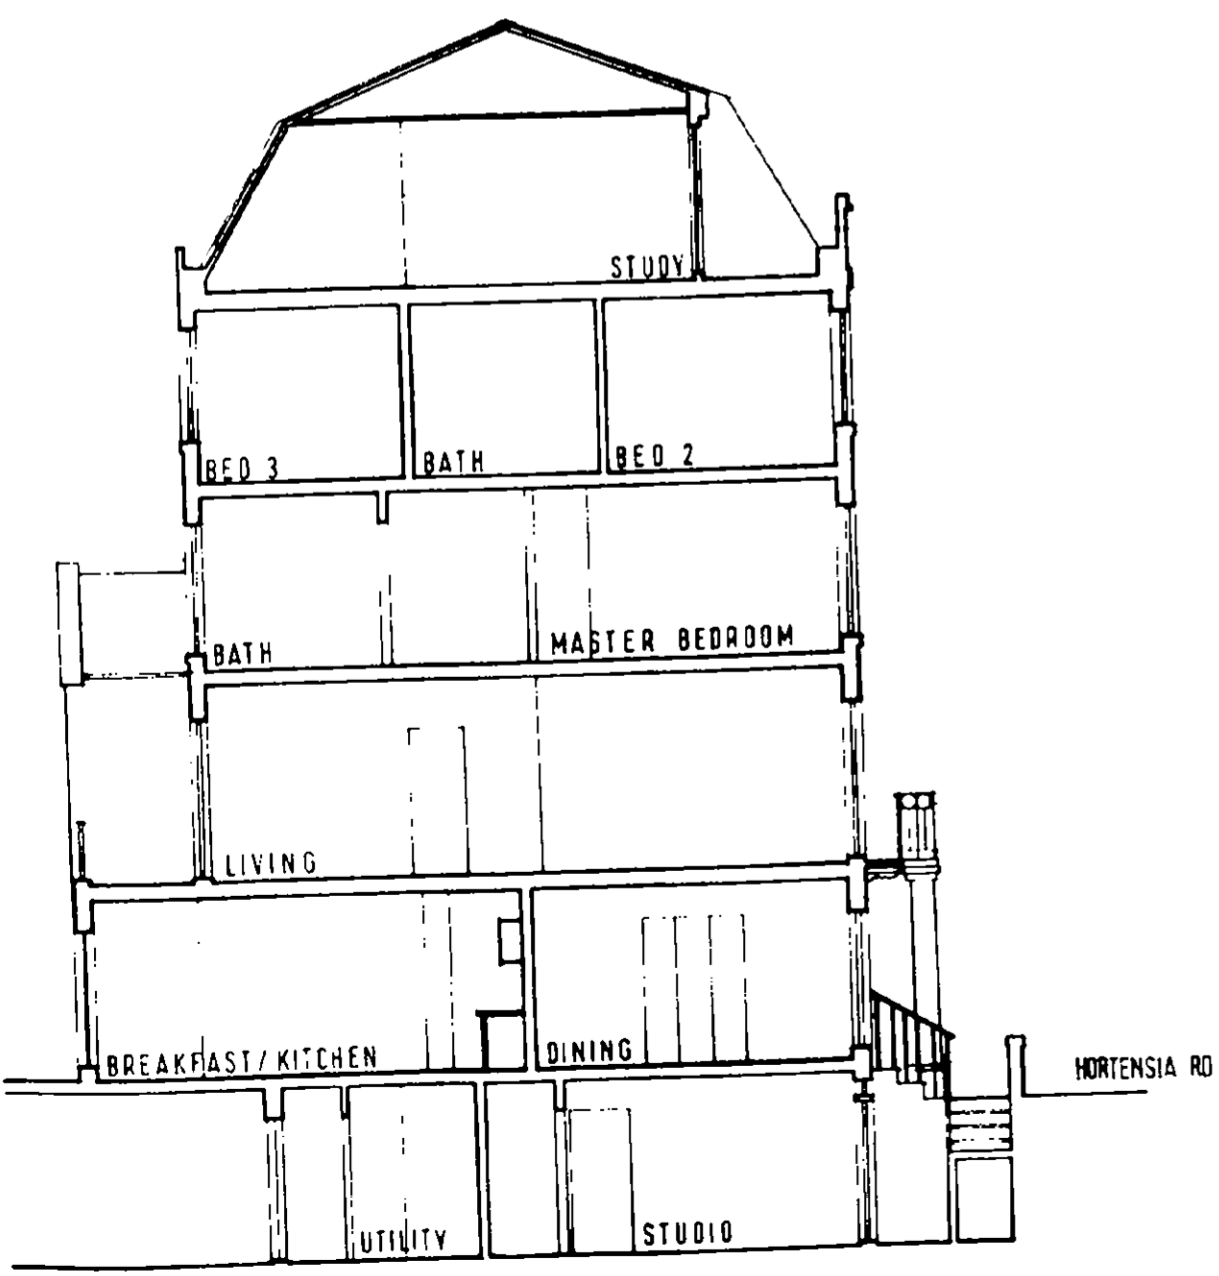 STUDY
BED 3
BATH
BED 2
BATH
MASTER BEDROOM
LIVING
BREAKFAST/KITCHEN
DINING
HORTENSIA RD
UTILITY
STUDIO